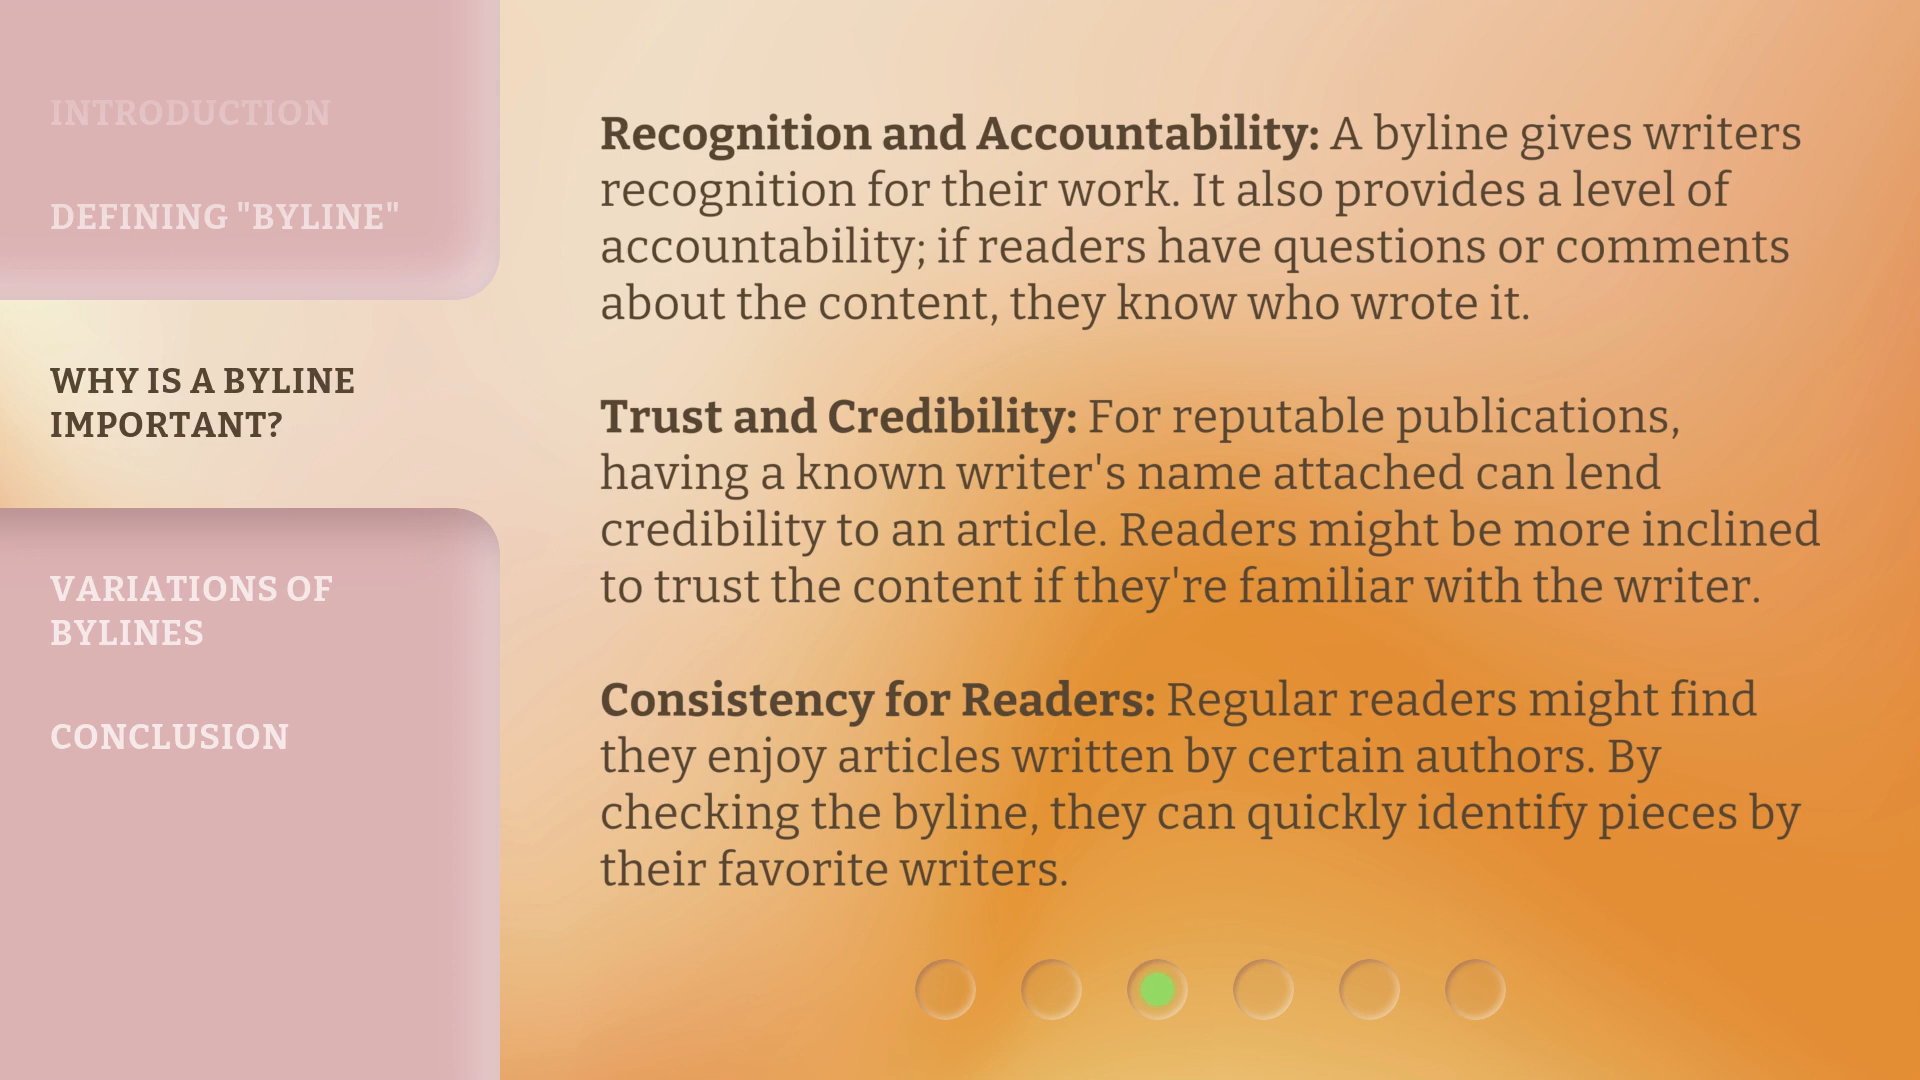 INTRODUCTION
DEFINING "BYLINE"
WHY IS A BYLINE
IMPORTANT?
VARIATIONS OF
BYLINES
CONCLUSION
Recognition and Accountability: A byline gives writers
recognition for their work. It also provides a level of
accountability; if readers have questions or comments
about the content, they know who wrote it.
Trust and Credibility: For reputable publications,
having a known writer's name attached can lend
credibility to an article. Readers might be more inclined
to trust the content if they're familiar with the writer.
Consistency for Readers: Regular readers might find
they enjoy articles written by certain authors. By
checking the byline, they can quickly identify pieces by
their favorite writers.